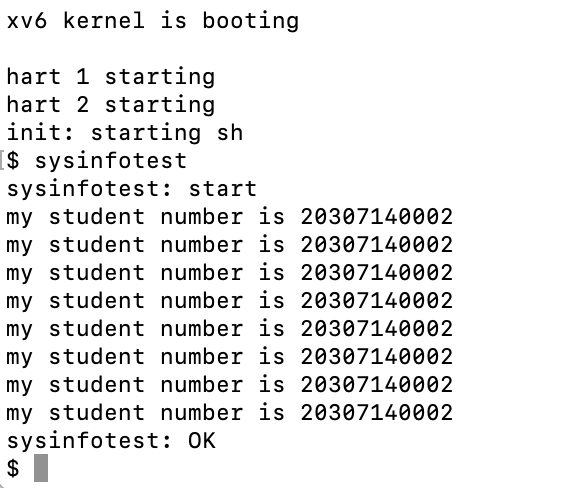 xv6 kernel is booting
hart 1 starting
hart 2 starting
init: starting sh
$ sysinfotest
sysinfotest: start
my student number is 20307140002
my student number is 20307140002
my student number is 20307140002
my student number is 20307140002
my student number is 20307140002
my student number is 20307140002
my student number is 20307140002
my student number is 20307140002
sysinfotest: OK
$